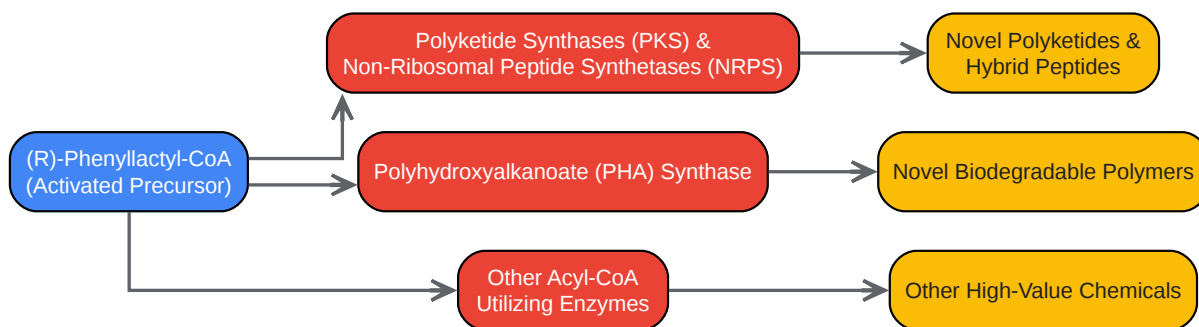 Polyketide Synthases (PKS) &
Non-Ribosomal Peptide Synthetases (NRPS)
Novel Polyketides &
Hybrid Peptides
(R)-Phenyllactyl-CoA
(Activated Precursor)
Polyhydroxyalkanoate (PHA) Synthase
Novel Biodegradable Polymers
Other Acyl-CoA
Utilizing Enzymes
Other High-Value Chemicals